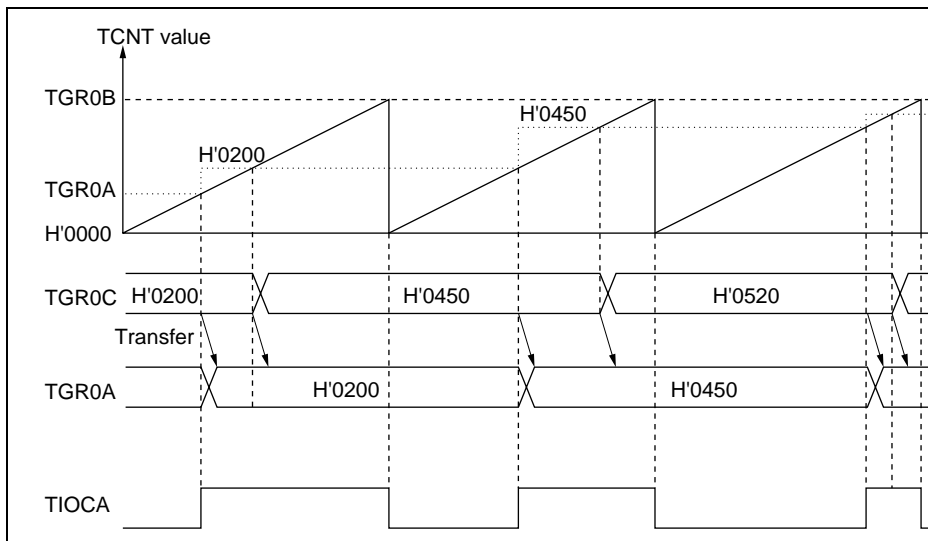 TCNT value
TGR0B
H'0450
H'0200
TGR0A
H'0000
TGR0C
H'0200
H'0450
H'0520
Transfer
TGR0A
H'0200
H'0450
TIOCA